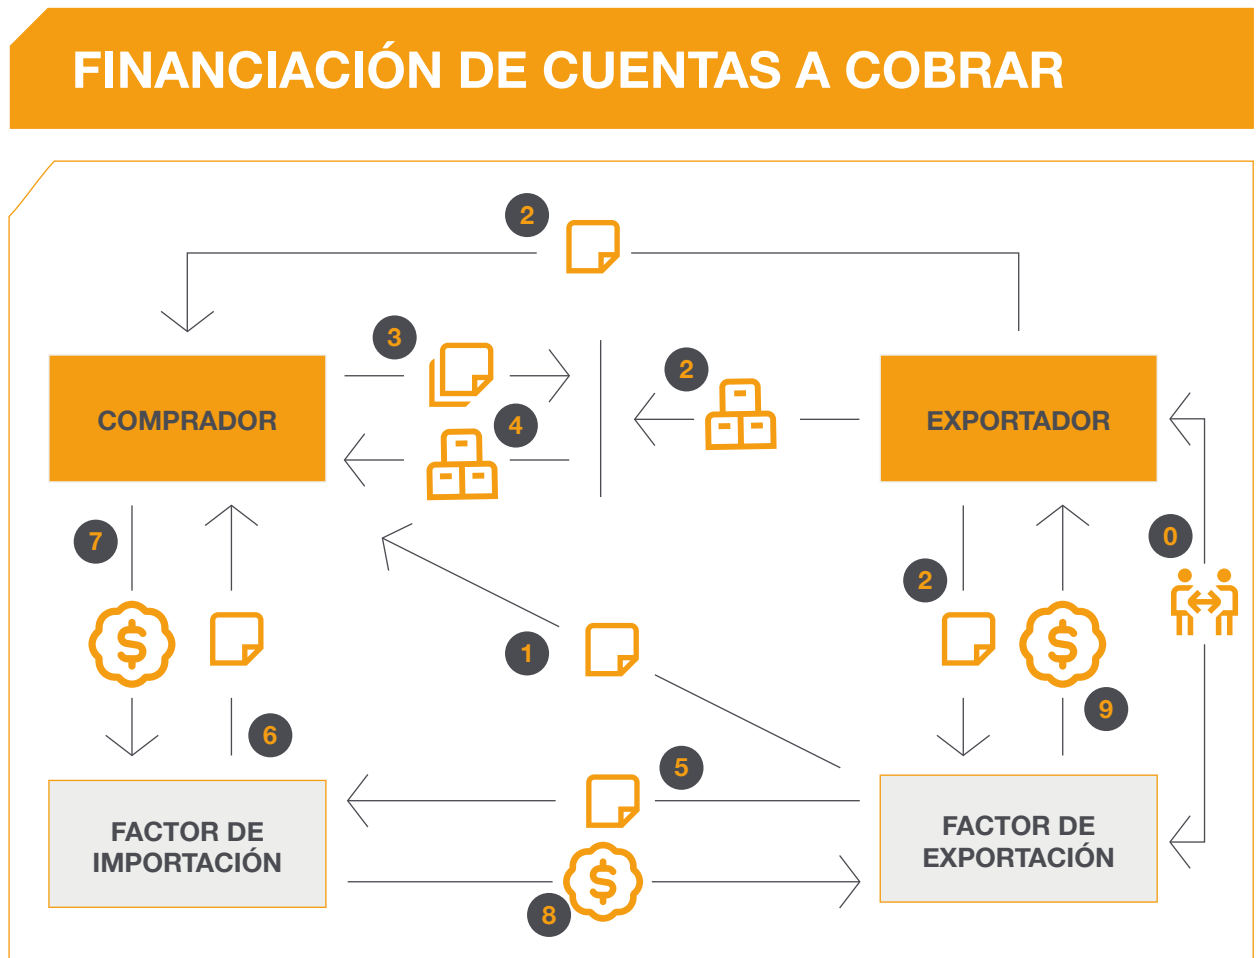 FINANCIACIÓN DE CUENTAS A COBRAR
2
3
2
4
COMPRADOR
EXPORTADOR
7
0
2
1
9
6
5
FACTOR DE
IMPORTACIÓN
FACTOR DE
EXPORTACIÓN
$
$
$
8